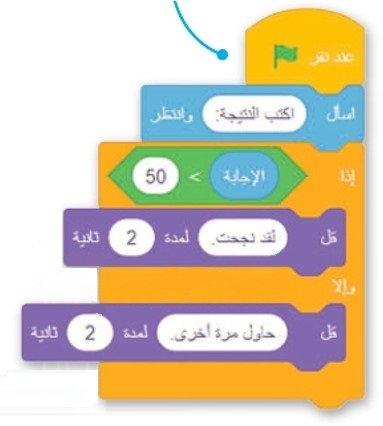 عند نقر
اسأل اكتب النتيجة: وانتظر
إذا الإجابة > 50
قل لقد نجحت. لمدة 2 ثانية
وإلا
قل حاول مرة أخرى. لمدة 2 ثانية